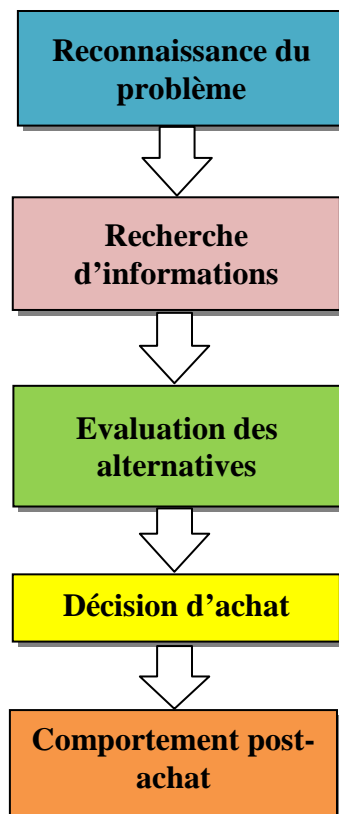 Reconnaissance du
problème
Recherche
d’informations
Evaluation des
alternatives
Décision d’achat
Comportement post-
achat